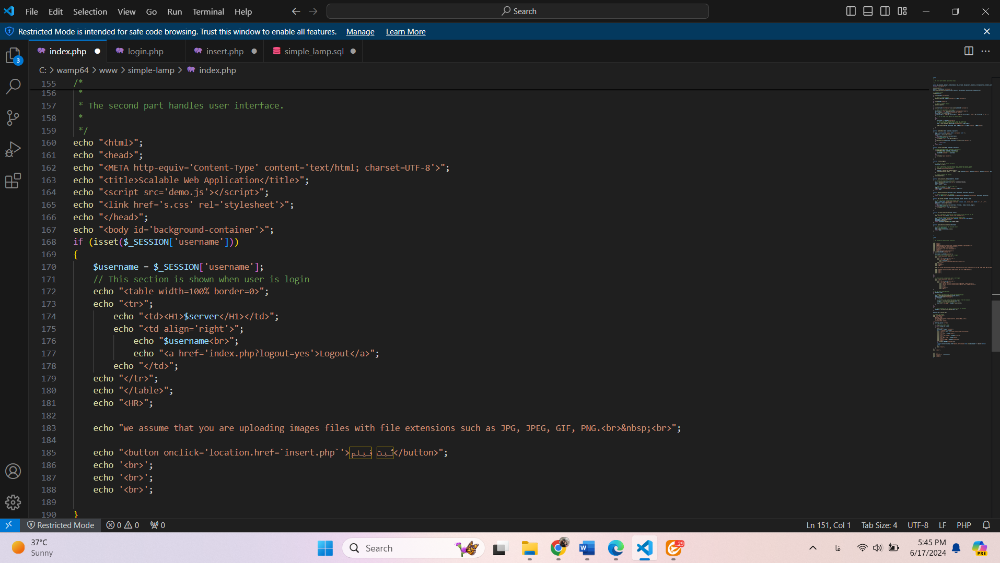 File Edit Selection View Go Run Terminal Help
Search
Restricted Mode is intended for safe code browsing. Trust this window to enable all features. Manage Learn More
3
index.php login.php insert.php simple_lamp.sql
C: > wamp64 > www > simple-lamp > index.php
155 /*
156 *
157 * The second part handles user interface.
158 *
159 */
160 echo "<html>";
161 echo "<head>";
162 echo "<META http-equiv='Content-Type' content='text/html; charset=UTF-8'>";
163 echo "<title>Scalable Web Application</title>";
164 echo "<script src='demo.js'></script>";
165 echo "<link href='s.css' rel='stylesheet'>";
166 echo "</head>";
167 echo "<body id='background-container'>";
168 if (isset($_SESSION['username']))
169 {
170 $username = $_SESSION['username'];
171 // This section is shown when user is login
172 echo "<table width=100% border=0>";
173 echo "<tr>";
174 echo "<td><H1>$server</H1></td>";
175 echo "<td align='right'>";
176 echo "$username<br>";
177 echo "<a href='index.php?logout=yes'>Logout</a>";
178 echo "</td>";
179 echo "</tr>";
180 echo "</table>";
181 echo "<HR>";
182
183 echo "we assume that you are uploading images files with file extensions such as JPG, JPEG, GIF, PNG.<br>&nbsp;<br>";
184
185 echo "<button onclick='location.href=`insert.php`'>ثبت فیلم</button>";
186 echo '<br>';
187 echo '<br>';
188 echo '<br>';
189
190 }
Restricted Mode 0 0 0 Ln 151, Col 1 Tab Size: 4 UTF-8 LF PHP
37°C
Sunny
Search
..29
فا
5:45 PM
6/17/2024
PRE